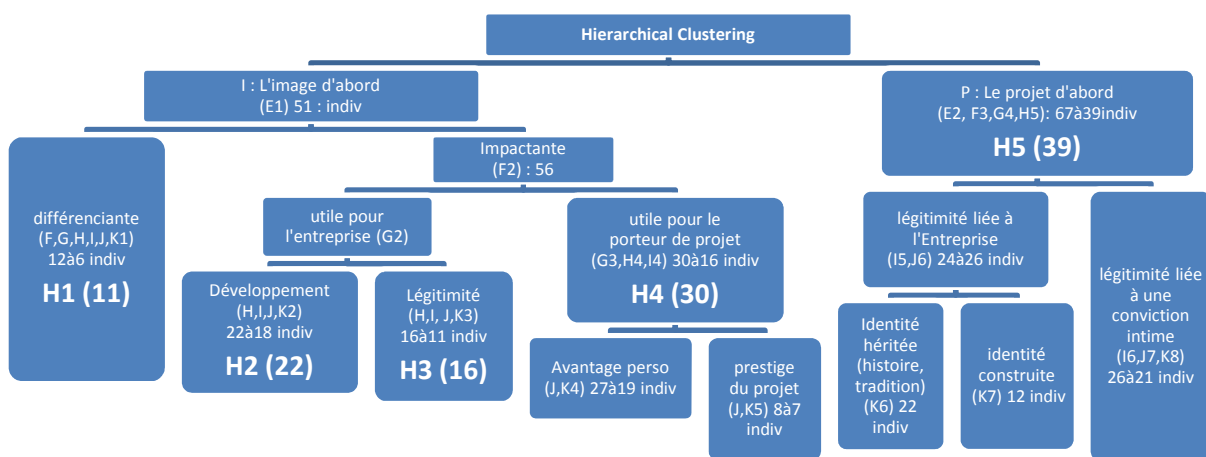 Hierarchical Clustering
I : L'image d'abord
(E1) 51 : indiv
P : Le projet d'abord
(E2, F3,G4,H5): 67à39indiv
H5 (39)
Impactante
(F2) : 56
différenciante
(F,G,H,I,J,K1)
12à6 indiv
H1 (11)
utile pour
l'entreprise (G2)
utile pour le
porteur de projet
(G3,H4,I4) 30à16 indiv
H4 (30)
légitimité liée à
l'Entreprise
(I5,J6) 24à26 indiv
légitimité liée
à une
conviction
intime
(I6,J7,K8)
26à21 indiv
Développement
(H,I,J,K2)
22à18 indiv
H2 (22)
Légitimité
(H,I, J,K3)
16à11 indiv
H3 (16)
Avantage perso
(J,K4) 27à19 indiv
prestige
du projet
(J,K5) 8à7
indiv
Identité
héritée
(histoire,
tradition)
(K6) 22
indiv
identité
construite
(K7) 12 indiv